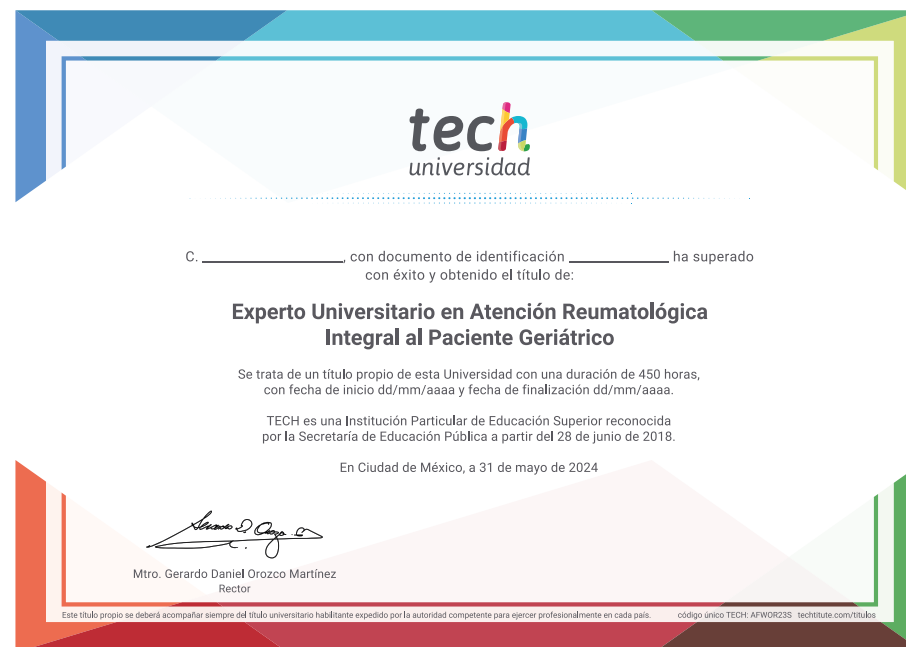 tech
universidad
C. ____________________, con documento de identificación ______________ ha superado
con éxito y obtenido el título de:
Experto Universitario en Atención Reumatológica
Integral al Paciente Geriátrico
Se trata de un título propio de esta Universidad con una duración de 450 horas,
con fecha de inicio dd/mm/aaaa y fecha de finalización dd/mm/aaaa.
TECH es una Institución Particular de Educación Superior reconocida
por la Secretaría de Educación Pública a partir del 28 de junio de 2018.
En Ciudad de México, a 31 de mayo de 2024
Mtro. Gerardo Daniel Orozco Martínez
Rector
Este título propio se deberá acompañar siempre del título universitario habilitante expedido por la autoridad competente para ejercer profesionalmente en cada país. código único TECH: AFWOR23S techtitute.com/titulos